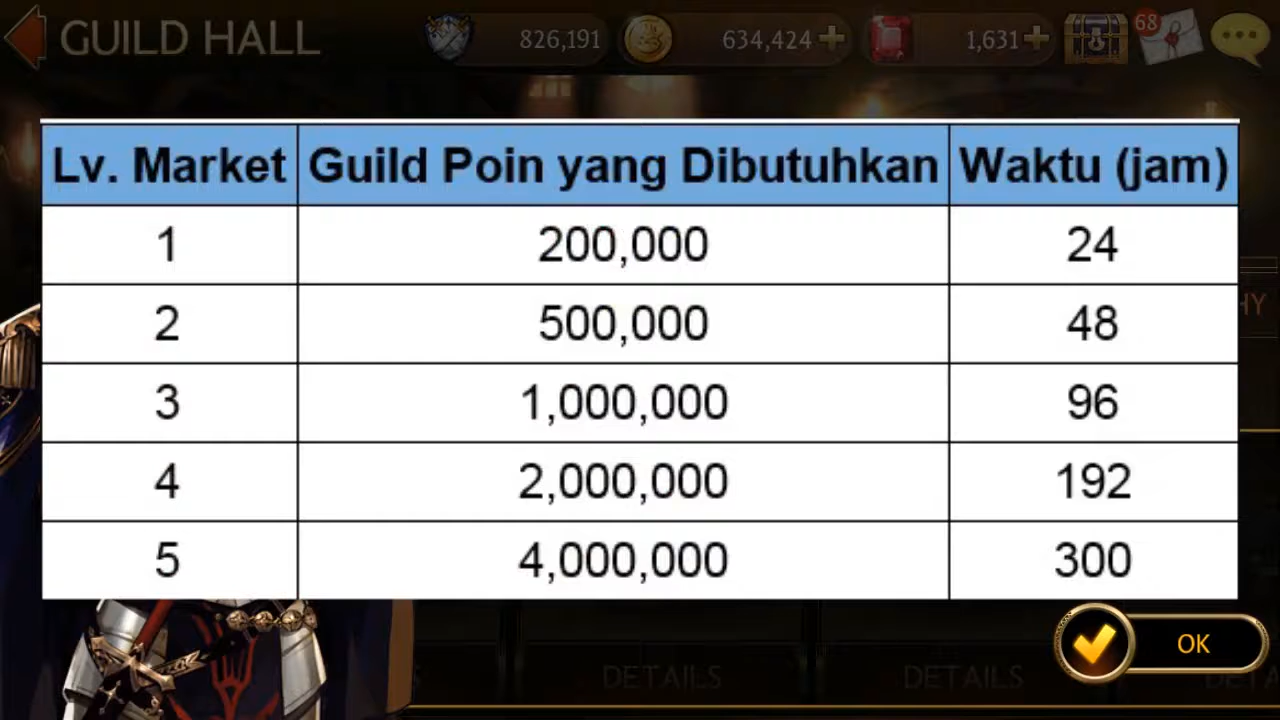 GUILD HALL 826,191 634,424 1,631 68
Lv. Market Guild Poin yang Dibutuhkan Waktu (jam)
1 200,000 24
2 500,000 48
3 1,000,000 96
4 2,000,000 192
5 4,000,000 300
OK
DETAILS DETAILS